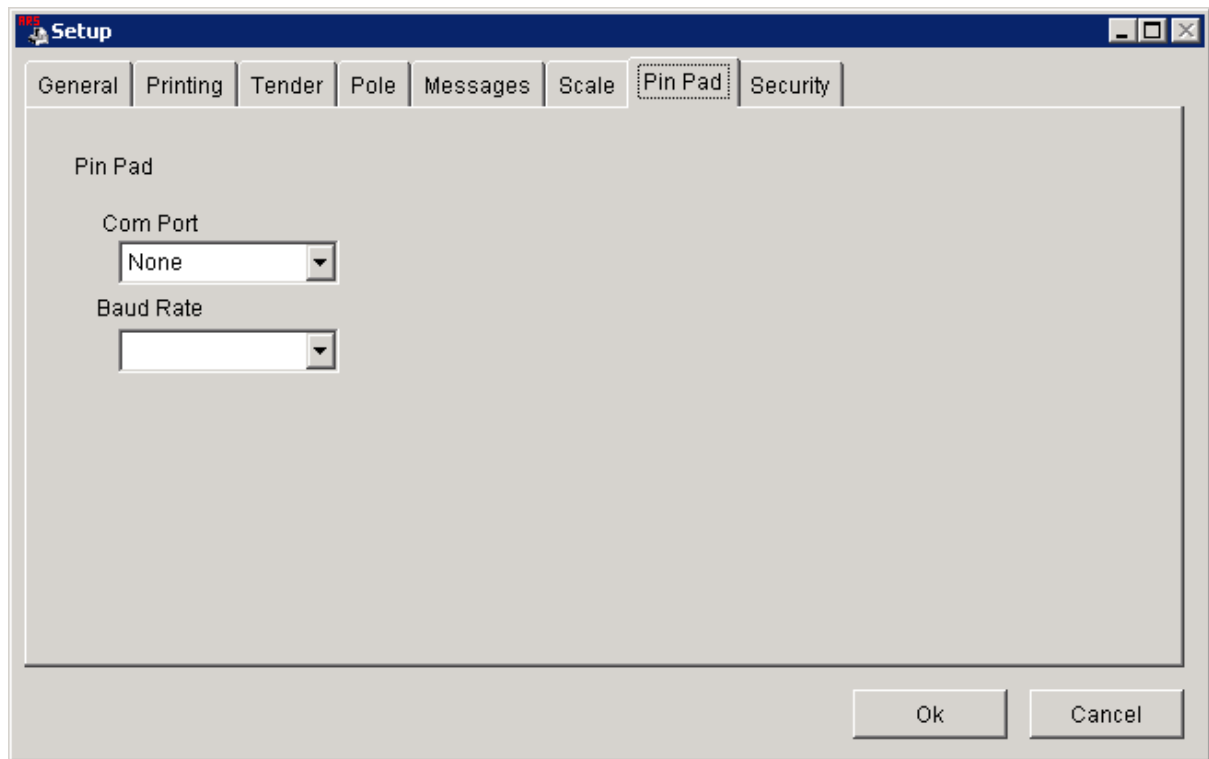 ARS
Setup
General Printing Tender Pole Messages Scale Pin Pad Security
Pin Pad
Com Port
None
Baud Rate
Ok Cancel